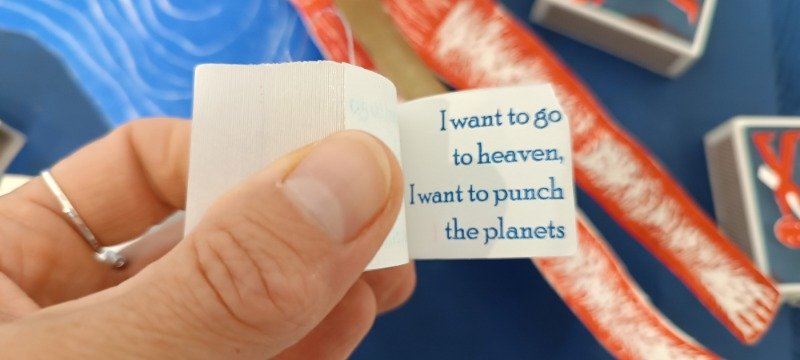 I want to go
to heaven,
I want to punch
the planets